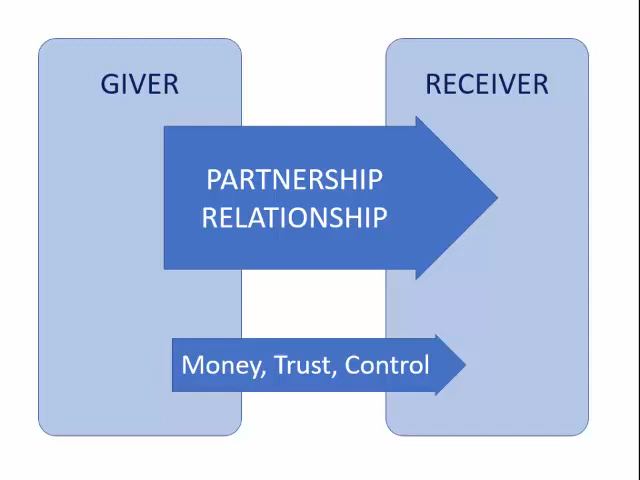 GIVER
RECEIVER
PARTNERSHIP
RELATIONSHIP
Money, Trust, Control